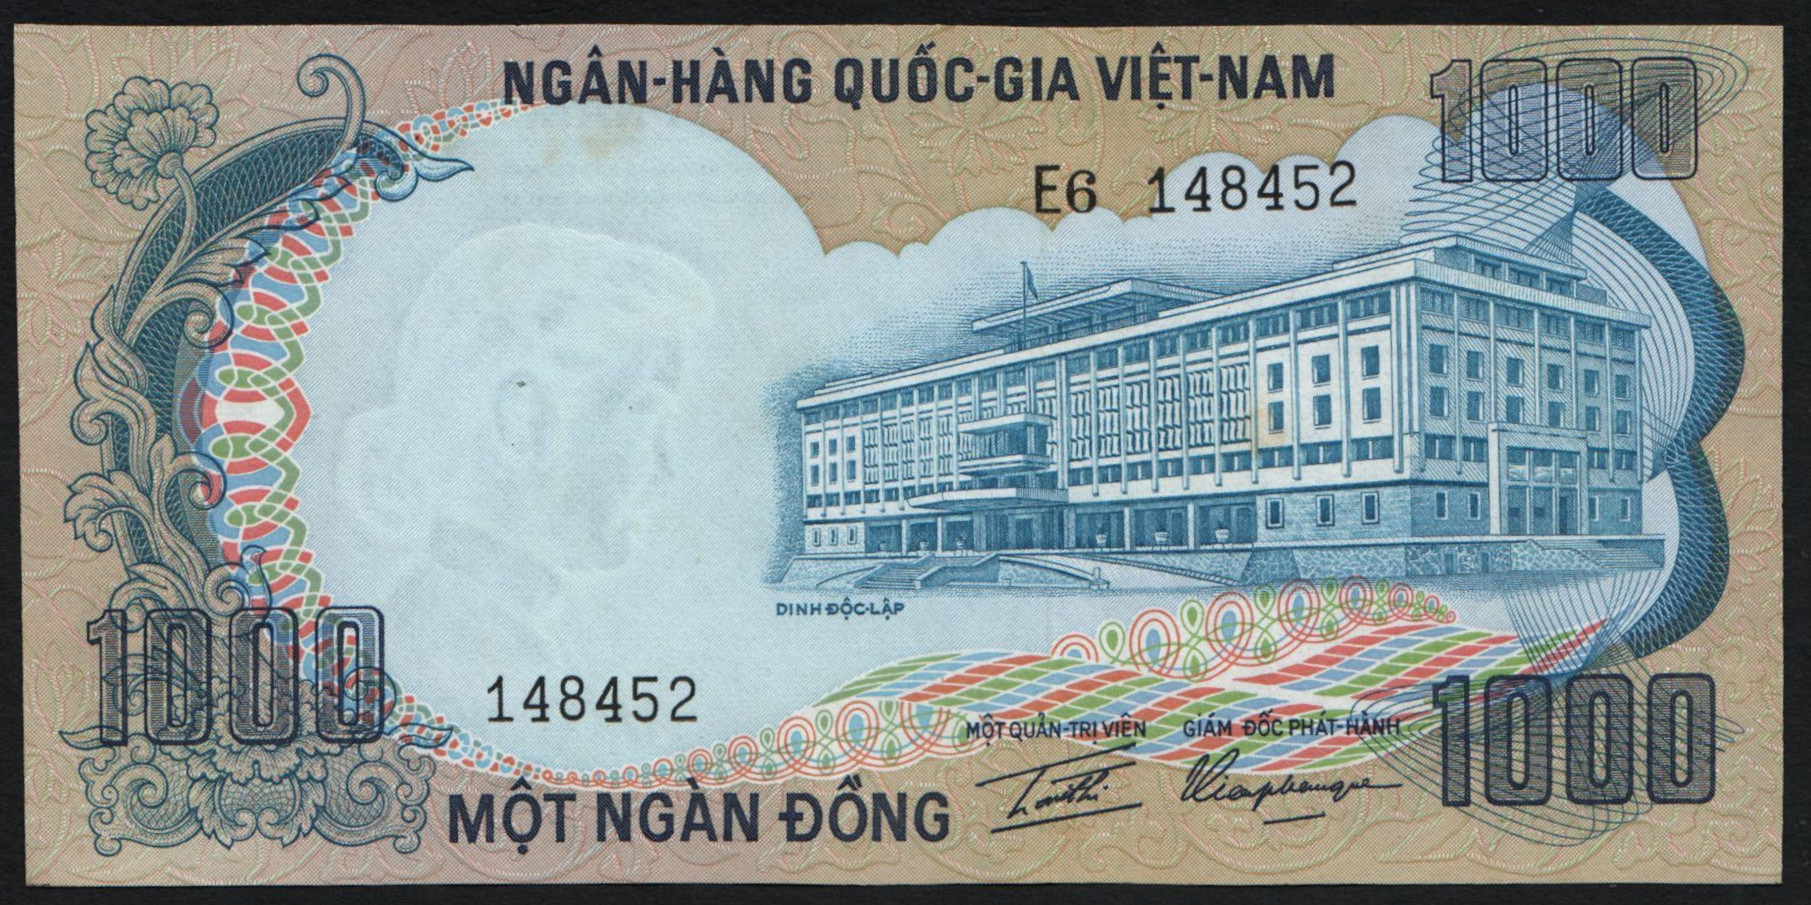 NGÂN-HÀNG QUỐC-GIA VIỆT-NAM
1000
E6 148452
DINH ĐỘC-LẬP
1000
148452
MỘT QUẢN-TRỊ VIÊN GIÁM ĐỐC PHÁT-HÀNH
1000
MỘT NGÀN ĐỒNG